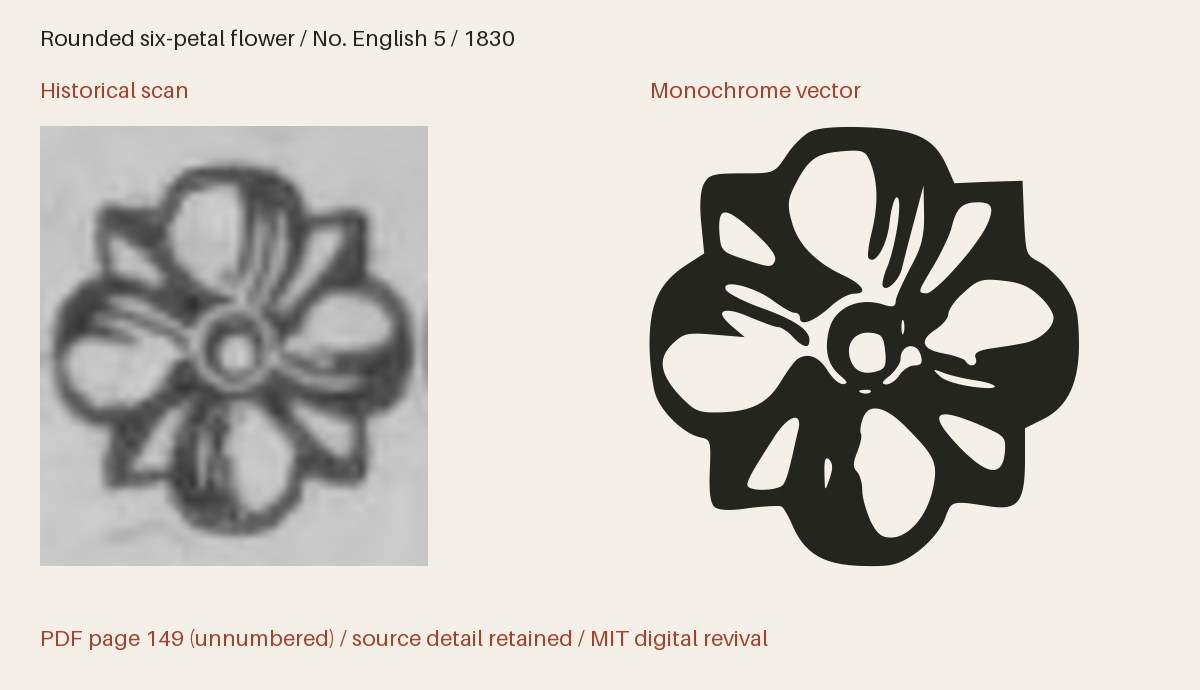 Rounded six-petal flower / No. English 5 / 1830
Historical scan
Monochrome vector
PDF page 149 (unnumbered) / source detail retained / MIT digital revival